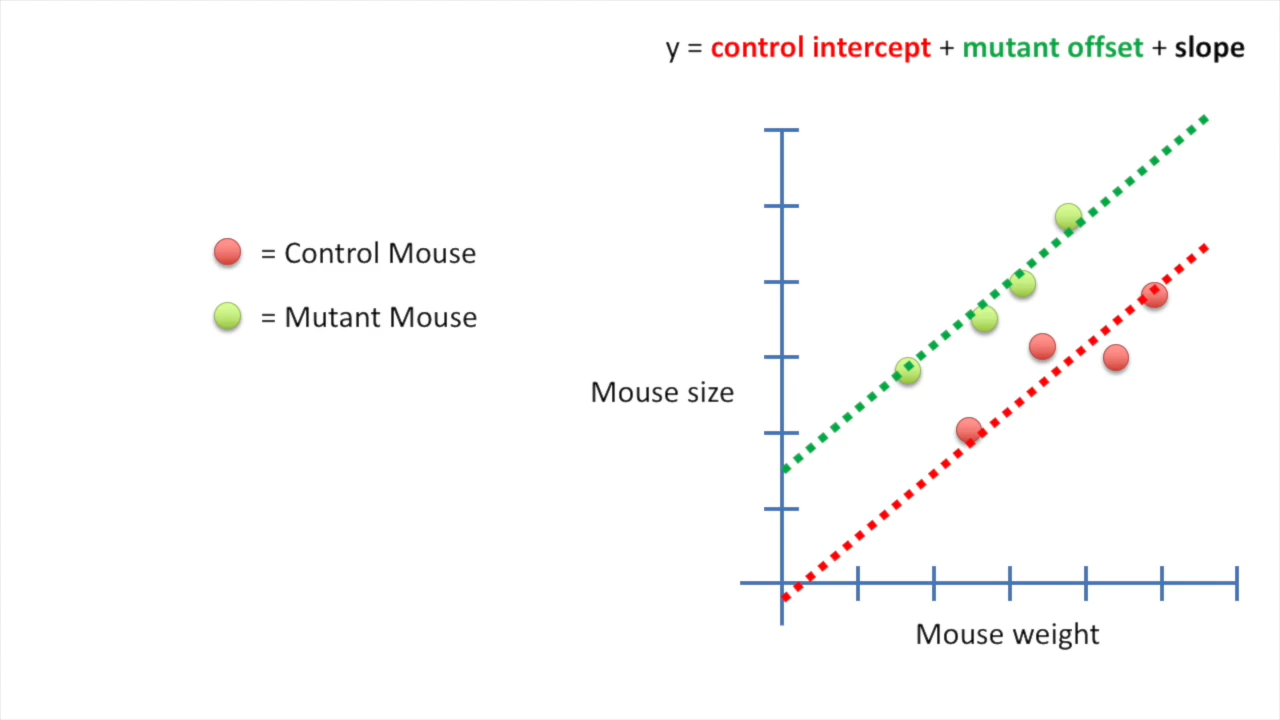 y = control intercept + mutant offset + slope
= Control Mouse
= Mutant Mouse
Mouse size
Mouse weight